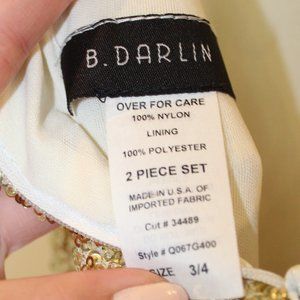 B. DARLIN
OVER FOR CARE
100% NYLON
LINING
100% POLYESTER
2 PIECE SET
MADE IN U.S.A. OF
IMPORTED FABRIC
Cut # 34489
Style # Q067G400
SIZE 3/4